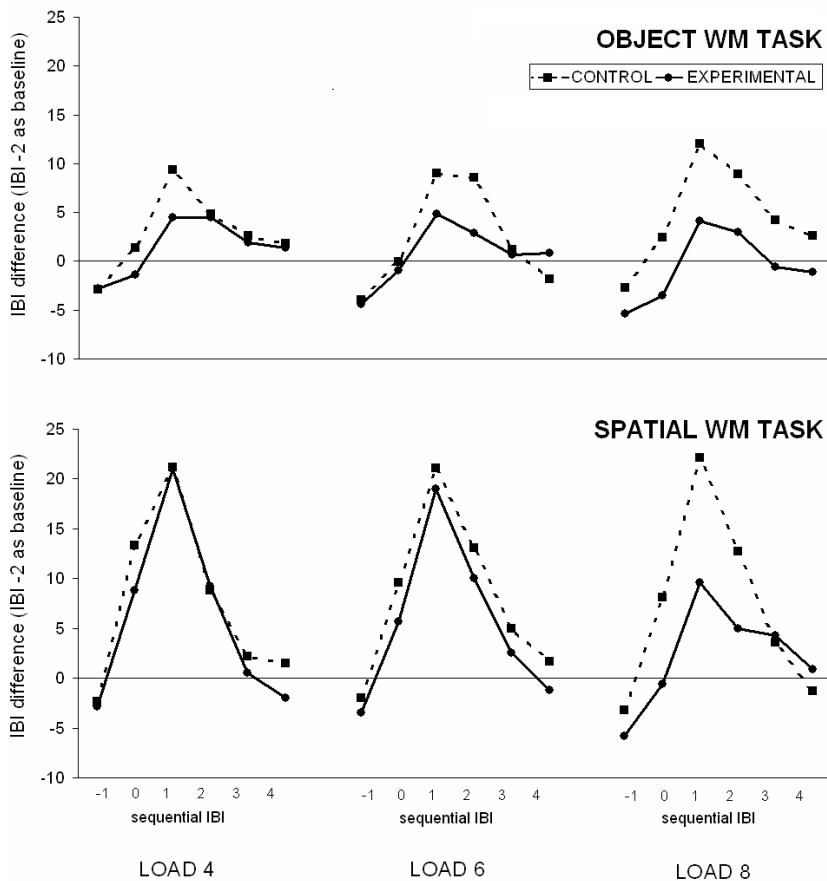 OBJECT WM TASK
CONTROL EXPERIMENTAL
IBI difference (IBI -2 as baseline)
25
20
15
10
5
0
-5
-10
SPATIAL WM TASK
IBI difference (IBI -2 as baseline)
25
20
15
10
5
0
-5
-10
-1 0 1 2 3 4 -1 0 1 2 3 4 -1 0 1 2 3 4
sequential IBI sequential IBI sequential IBI
LOAD 4 LOAD 6 LOAD 8